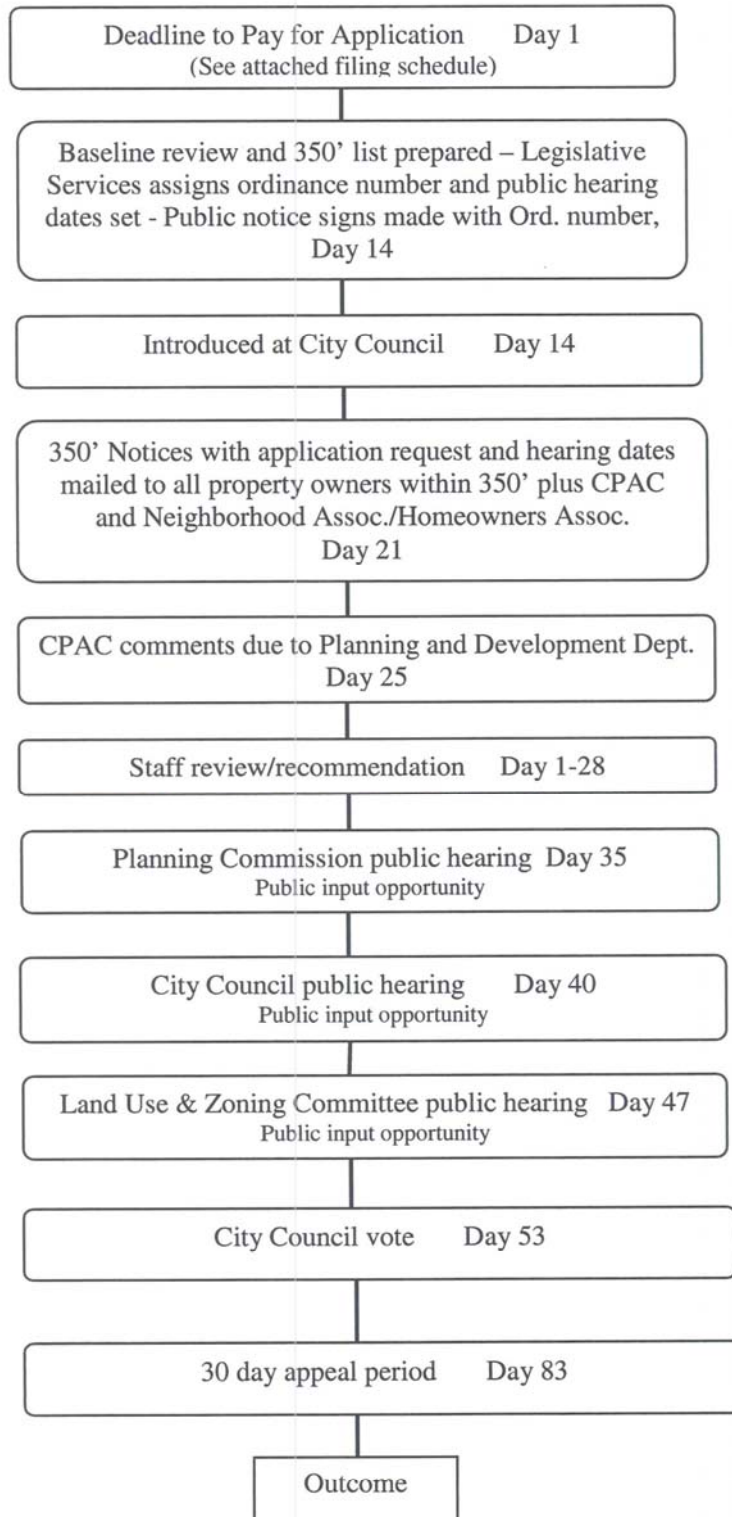 Deadline to Pay for Application Day 1
(See attached filing schedule)
Baseline review and 350' list prepared – Legislative
Services assigns ordinance number and public hearing
dates set - Public notice signs made with Ord. number,
Day 14
Introduced at City Council Day 14
350' Notices with application request and hearing dates
mailed to all property owners within 350' plus CPAC
and Neighborhood Assoc./Homeowners Assoc.
Day 21
CPAC comments due to Planning and Development Dept.
Day 25
Staff review/recommendation Day 1-28
Planning Commission public hearing Day 35
Public input opportunity
City Council public hearing Day 40
Public input opportunity
Land Use & Zoning Committee public hearing Day 47
Public input opportunity
City Council vote Day 53
30 day appeal period Day 83
Outcome